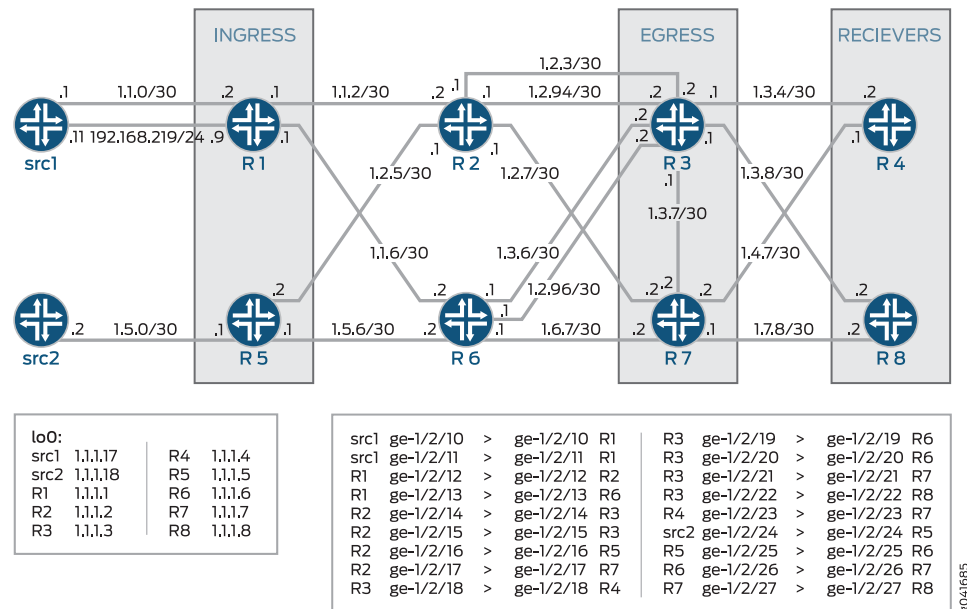 INGRESS
EGRESS
RECIEVERS
1.2.3/30
.1
.1 1.1.0/30 .2 .1 1.1.2/30 .2 .1 1.2.94/30 .2 .2 .1 1.3.4/30 .2
.11 192.168.219/24 .9 .1 .2 .1
src1 R 1 .1 R 2 .1 .2 R 3 .1 R 4
1.2.5/30 1.2.7/30 .1 1.3.8/30
1.3.7/30
1.1.6/30 1.3.6/30 1.4.7/30
1.2.96/30
.2 .2 .1 .2 .2 .2 .2
.1
.2 1.5.0/30 .1 .1 1.5.6/30 .2 .1 1.6.7/30 .2 .1 1.7.8/30 .2
src2 R 5 R 6 R 7 R 8
lo0:
src1 1.1.1.17 R4 1.1.1.4
src2 1.1.1.18 R5 1.1.1.5
R1 1.1.1.1 R6 1.1.1.6
R2 1.1.1.2 R7 1.1.1.7
R3 1.1.1.3 R8 1.1.1.8
src1 ge-1/2/10 > ge-1/2/10 R1 R3 ge-1/2/19 > ge-1/2/19 R6
src1 ge-1/2/11 > ge-1/2/11 R1 R3 ge-1/2/20 > ge-1/2/20 R6
R1 ge-1/2/12 > ge-1/2/12 R2 R3 ge-1/2/21 > ge-1/2/21 R7
R1 ge-1/2/13 > ge-1/2/13 R6 R3 ge-1/2/22 > ge-1/2/22 R8
R2 ge-1/2/14 > ge-1/2/14 R3 R4 ge-1/2/23 > ge-1/2/23 R7
R2 ge-1/2/15 > ge-1/2/15 R3 src2 ge-1/2/24 > ge-1/2/24 R5
R2 ge-1/2/16 > ge-1/2/16 R5 R5 ge-1/2/25 > ge-1/2/25 R6
R2 ge-1/2/17 > ge-1/2/17 R7 R6 ge-1/2/26 > ge-1/2/26 R7
R3 ge-1/2/18 > ge-1/2/18 R4 R7 ge-1/2/27 > ge-1/2/27 R8
041685